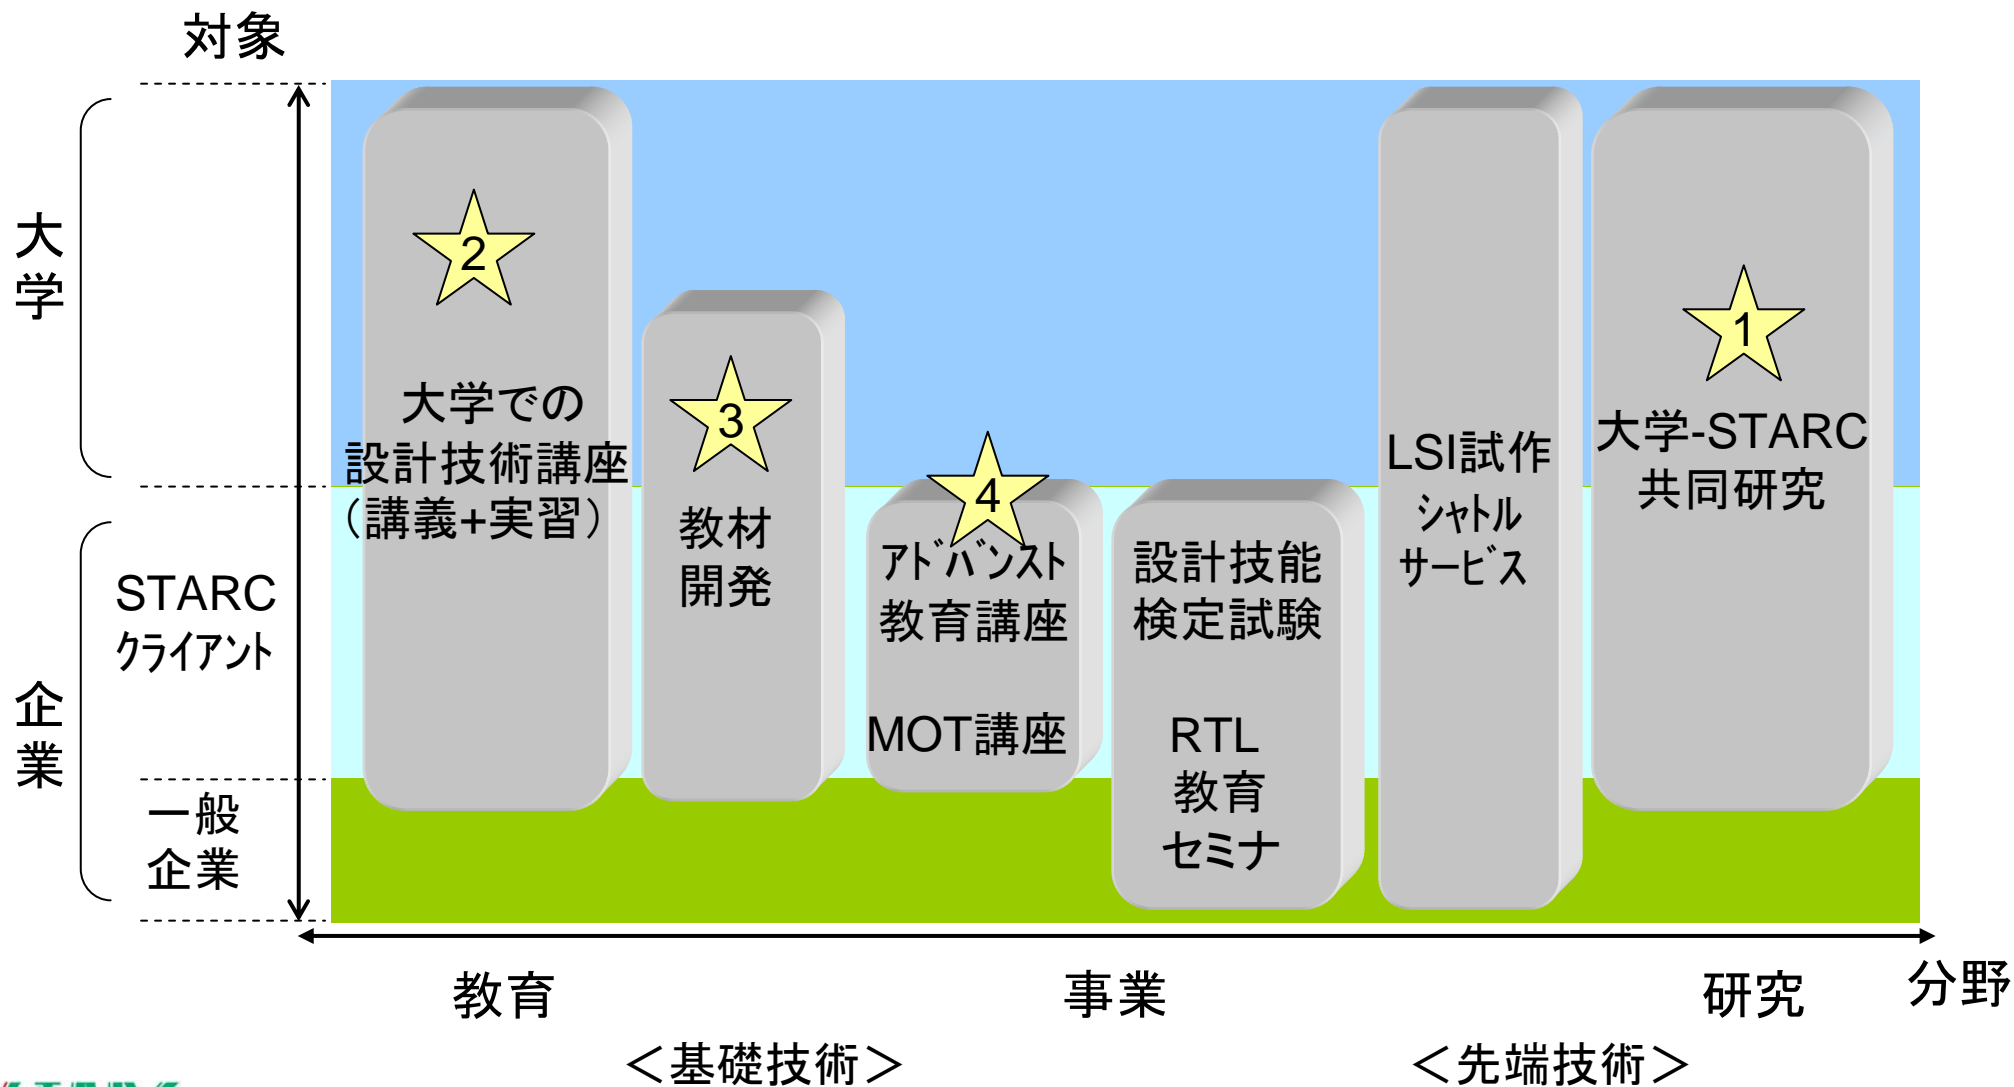 対象
大学
企業
STARC
ｸﾗｲｱﾝﾄ
一般
企業
2
大学での
設計技術講座
（講義+実習）
3
教材
開発
4
ｱﾄﾞﾊﾞﾝｽﾄ
教育講座
MOT講座
設計技能
検定試験
RTL
教育
セミナ
LSI試作
ｼｬﾄﾙ
ｻｰﾋﾞｽ
1
大学-STARC
共同研究
教育
事業
研究
分野
＜基礎技術＞
＜先端技術＞